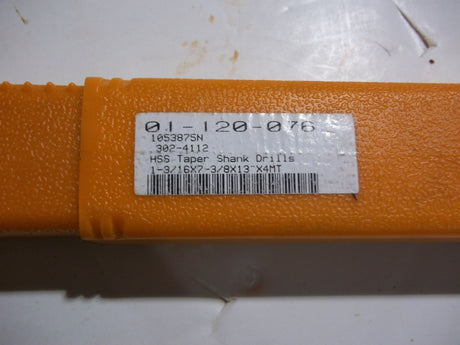 01-120-076
105387SN
302-4112
HSS Taper Shank Drills
1-3/16X7-3/8X13"X4MT